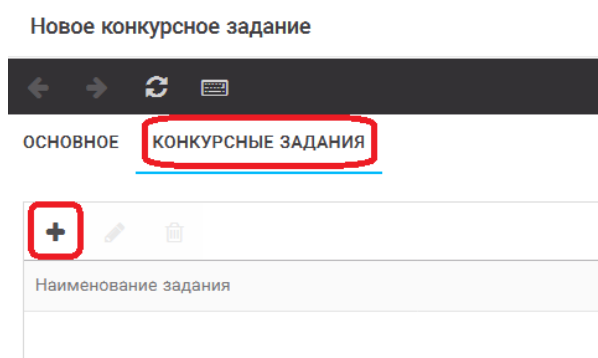 Новое конкурсное задание
ОСНОВНОЕ КОНКУРСНЫЕ ЗАДАНИЯ
Наименование задания